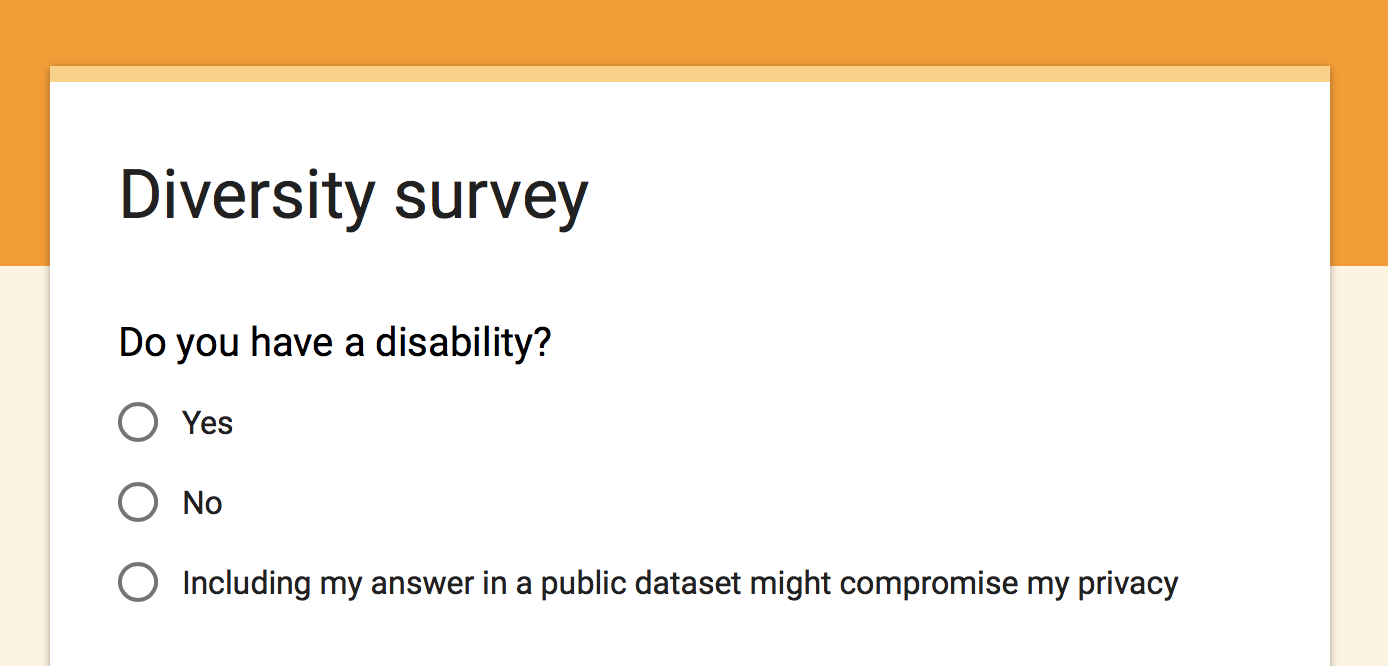 Diversity survey
Do you have a disability?
Yes
No
Including my answer in a public dataset might compromise my privacy